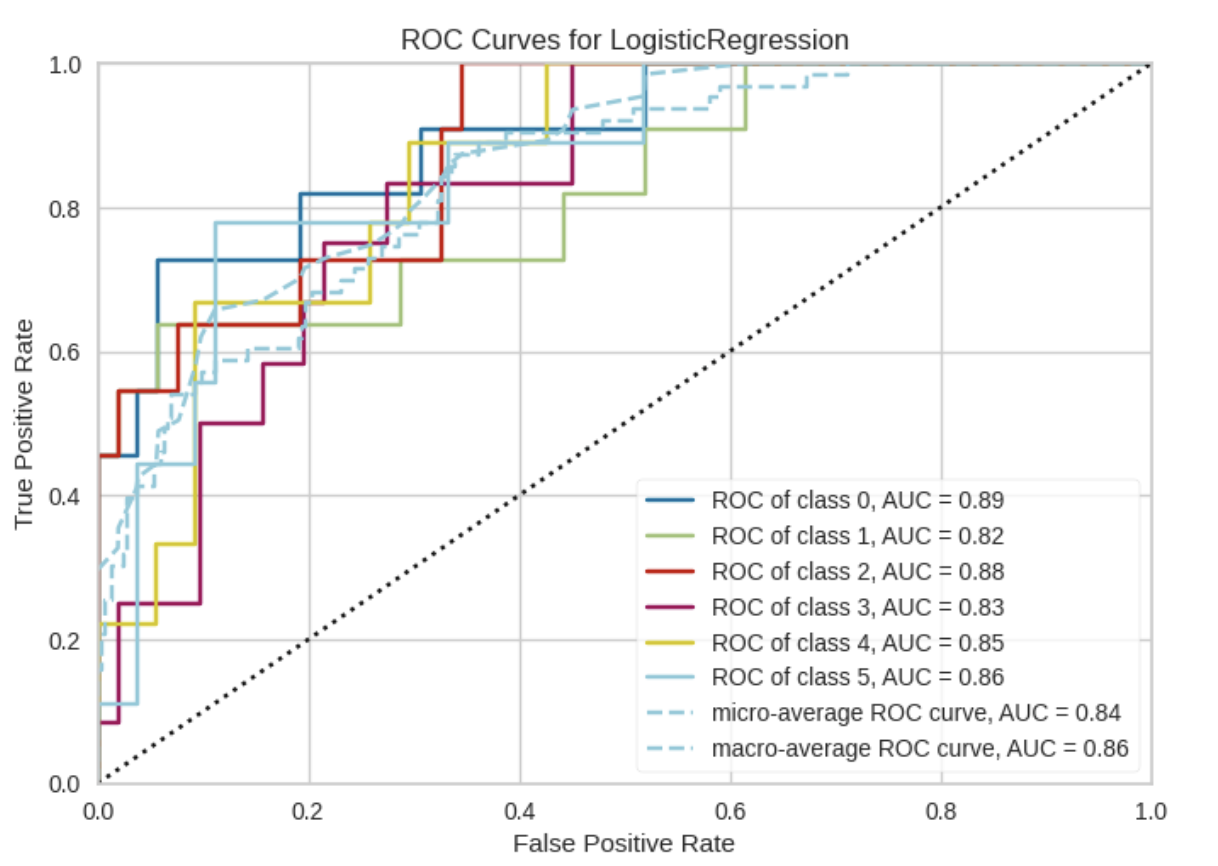 ROC Curves for LogisticRegression
1.0
0.8
0.6
0.4
0.2
0.0
True Positive Rate
ROC of class 0, AUC = 0.89
ROC of class 1, AUC = 0.82
ROC of class 2, AUC = 0.88
ROC of class 3, AUC = 0.83
ROC of class 4, AUC = 0.85
ROC of class 5, AUC = 0.86
micro-average ROC curve, AUC = 0.84
macro-average ROC curve, AUC = 0.86
0.0 0.2 0.4 0.6 0.8 1.0
False Positive Rate